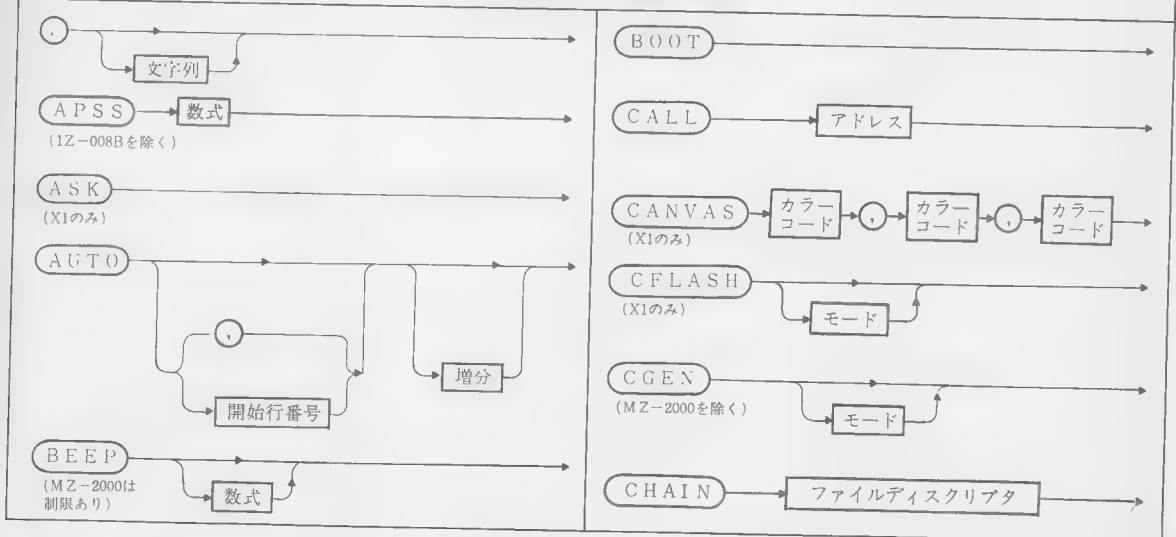 ,
文字列
APSS 数式
(1Z-008Bを除く)
ASK
(X1のみ)
AUTO
,
増分
開始行番号
BEEP
(MZ-2000は
制限あり)
数式
BOOT
CALL アドレス
CANVAS カラー
コード , カラー
コード , カラー
コード
(X1のみ)
CFLASH
(X1のみ)
モード
CGEN
(MZ-2000を除く)
モード
CHAIN ファイルディスクリプタ